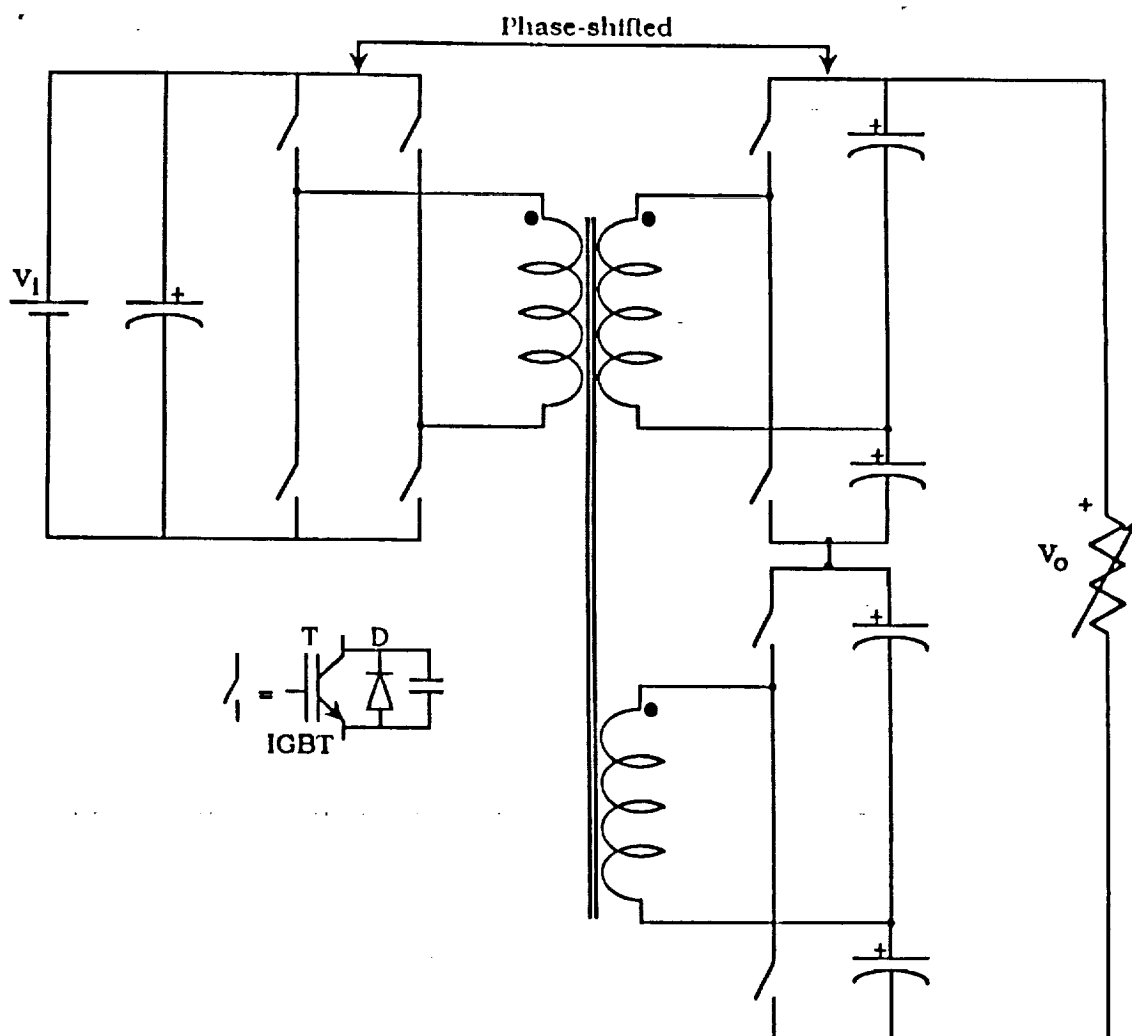 Phase-shifted
V1
+
+
+
+
V0
T D
+
=
IGBT
+